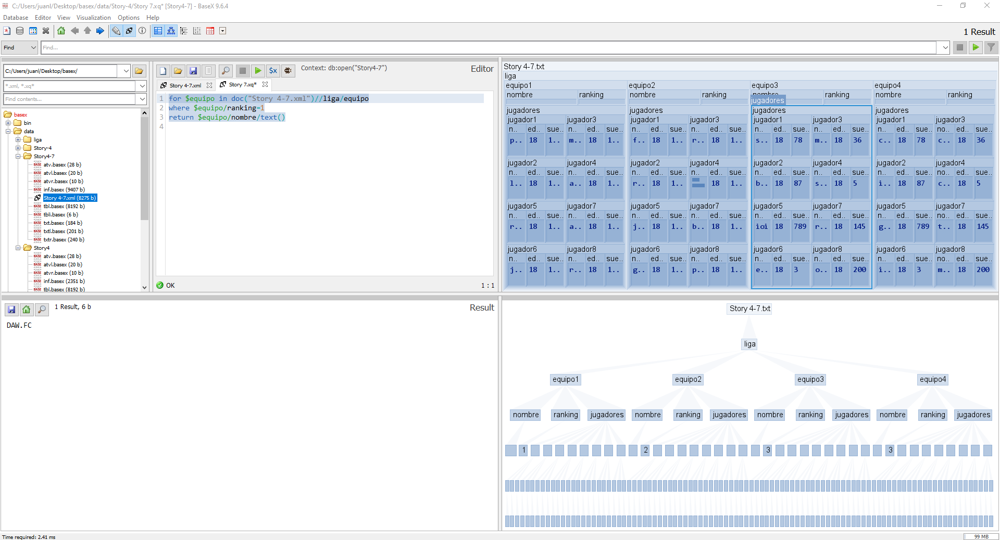 C:/Users/juanl/Desktop/basex/data/Story-4/Story 7.xq* [Story4-7] - BaseX 9.6.4
Database Editor View Visualization Options Help
1 Result
Find Find...
C:/Users/juanl/Desktop/basex/
*.xml, *.xq*
Find contents...
basex
bin
data
liga
Story-4
Story4-7
atv.basex (28 b)
atvl.basex (20 b)
atvr.basex (10 b)
inf.basex (9407 b)
Story 4-7.xml (8275 b)
tbl.basex (8192 b)
tbli.basex (6 b)
txt.basex (184 b)
txtl.basex (201 b)
txtr.basex (240 b)
Story4
atv.basex (28 b)
atvl.basex (20 b)
atvr.basex (10 b)
inf.basex (2351 b)
tbl.basex (8192 b)
$x Context: db:open("Story4-7") Editor
Story 4-7.xml Story 7.xq*
1 for $equipo in doc("Story 4-7.xml")//liga/equipo
2 where $equipo/ranking=1
3 return $equipo/nombre/text()
4
OK 1 : 1
Story 4-7.txt
liga
equipo1 equipo2 equipo3 equipo4
nombre ranking nombre ranking nombre ranking nombre ranking
jugadores
jugadores jugadores jugadores jugadores
jugador1 jugador3 jugador1 jugador3 jugador1 jugador3 jugador1 jugador3
n.. ed.. sue.. n.. ed.. sue.. n.. ed.. sue.. n.. ed.. sue.. n.. ed.. sue.. n.. ed.. sue.. n.. ed.. sue.. no.. ed.. sue..
p.. 18 1.. m.. 18 1.. f.. 18 1.. r.. 18 1.. s.. 18 78 m.. 18 36 c.. 18 78 c.. 18 36
jugador2 jugador4 jugador2 jugador4 jugador2 jugador4 jugador2 jugador4
n.. ed.. sue.. n.. ed.. sue.. n.. ed.. sue.. n.. ed.. sue.. n.. ed.. sue.. n.. ed.. sue.. n.. ed.. sue.. no.. ed.. sue..
l.. 18 1.. a.. 18 1.. r.. 18 1.. 18 1.. b.. 18 87 s.. 18 5 i.. 18 87 c.. 18 5
jugador5 jugador7 jugador5 jugador7 jugador5 jugador7 jugador5 jugador7
n.. ed.. sue.. n.. ed.. sue.. n.. ed.. sue.. n.. ed.. sue.. n.. ed.. sue.. n.. ed.. sue.. n.. ed.. sue.. no.. ed.. sue..
r.. 18 1.. a.. 18 1.. j.. 18 1.. b.. 18 1.. ioi 18 789 r.. 18 145 g.. 18 789 t.. 18 145
jugador6 jugador8 jugador6 jugador8 jugador6 jugador8 jugador6 jugador8
n.. ed.. sue.. n.. ed.. sue.. n.. ed.. sue.. n.. ed.. sue.. n.. ed.. sue.. n.. ed.. sue.. n.. ed.. sue.. no.. ed.. sue..
j.. 18 1.. r.. 18 1.. g.. 18 1.. p.. 18 1.. e.. 18 3 o.. 18 200 i.. 18 3 m.. 18 200
1 Result, 6 b Result
DAW.FC
Story 4-7.txt
liga
equipo1 equipo2 equipo3 equipo4
nombre ranking jugadores nombre ranking jugadores nombre ranking jugadores nombre ranking jugadores
1 2 3 3
Time required: 2.41 ms 99 MB